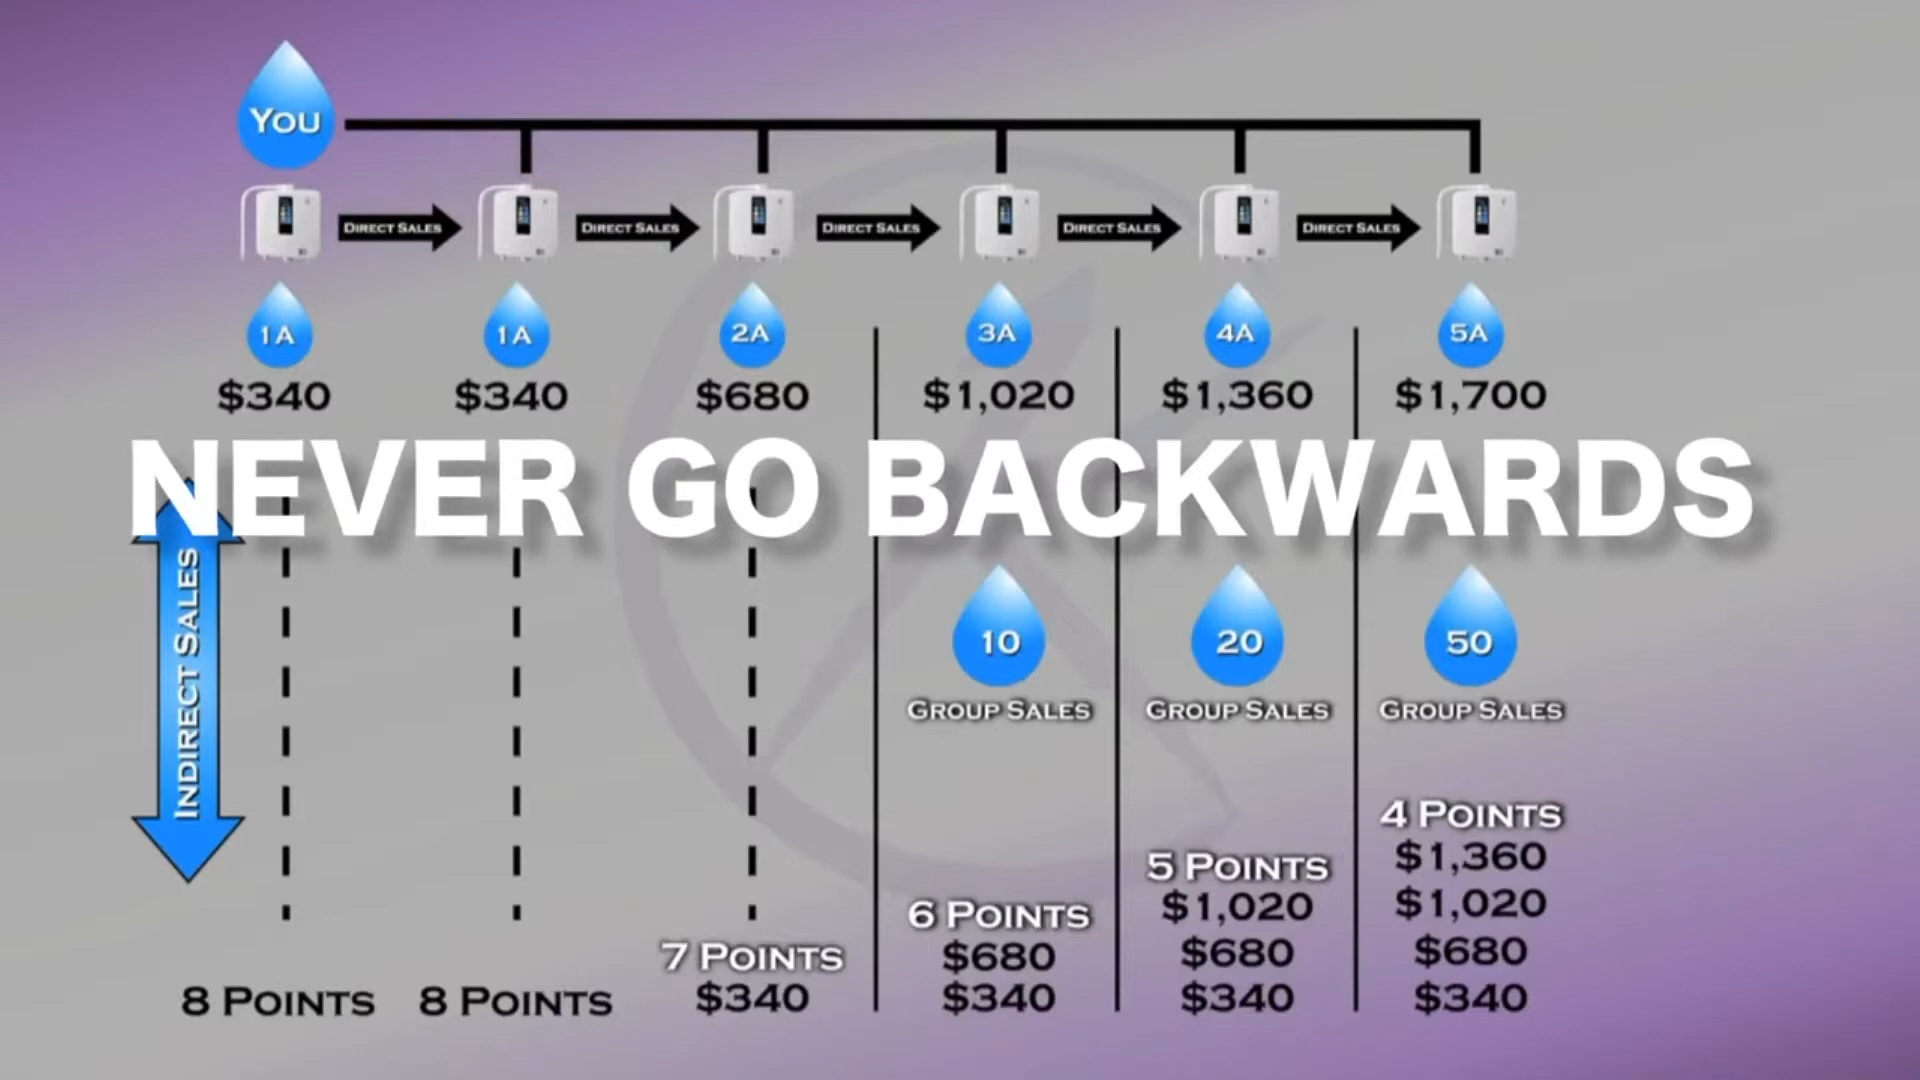 YOU
DIRECT SALES DIRECT SALES DIRECT SALES DIRECT SALES DIRECT SALES
1A 1A 2A 3A 4A 5A
$340 $340 $680 $1,020 $1,360 $1,700
NEVER GO BACKWARDS
INDIRECT SALES
10 20 50
GROUP SALES GROUP SALES GROUP SALES
4 POINTS
5 POINTS $1,360
6 POINTS $1,020 $1,020
7 POINTS $680 $680 $680
8 POINTS 8 POINTS $340 $340 $340 $340